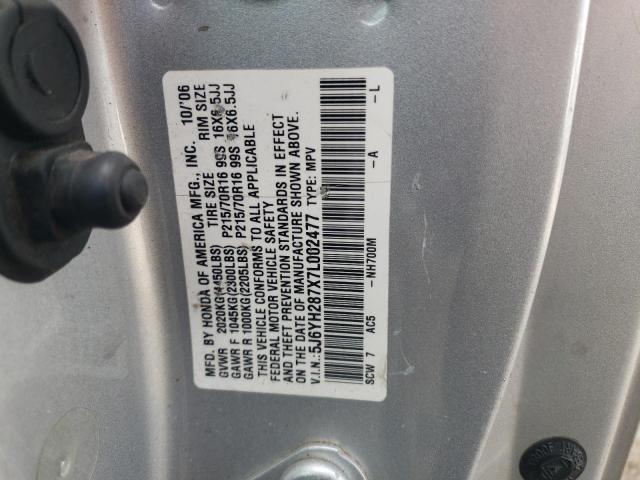 MFD. BY HONDA OF AMERICA MFG., INC. 10/'06
TIRE SIZE RIM SIZE
GVWR 2020KG(4450LBS)
GAWR F 1045KG(2300LBS) P215/70R16 99S 16X6.5JJ
GAWR R 1000KG(2205LBS) P215/70R16 99S 16X6.5JJ
THIS VEHICLE CONFORMS TO ALL APPLICABLE
FEDERAL MOTOR VEHICLE SAFETY
AND THEFT PREVENTION STANDARDS IN EFFECT
ON THE DATE OF MANUFACTURE SHOWN ABOVE.
V.I.N.: 5J6YH287X7L002477 TYPE: MPV
SCW 7 AC5 -NH700M -A -L